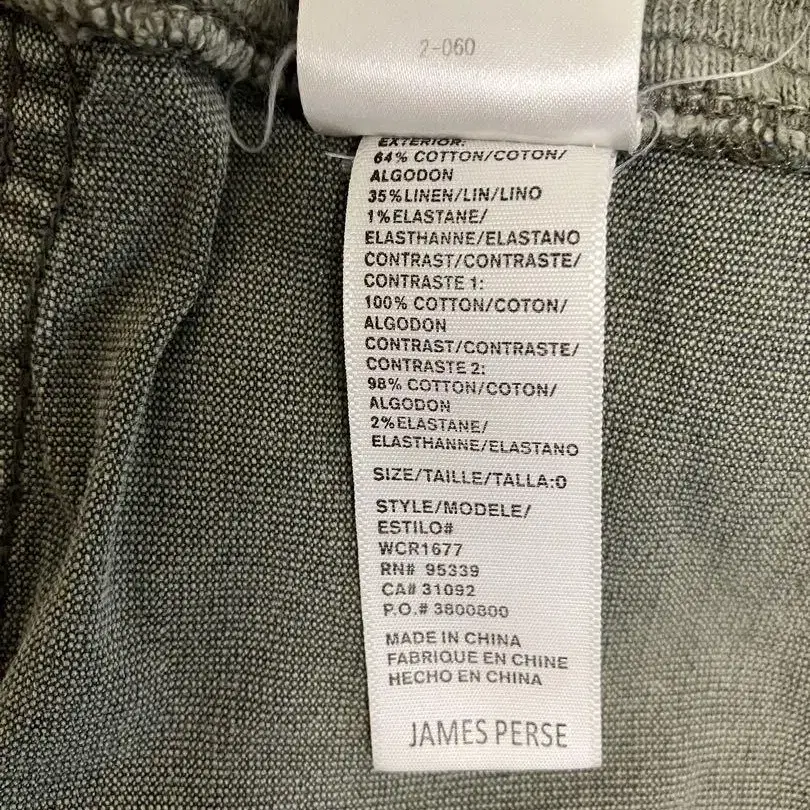 2-060
EXTERIOR:
64% COTTON/COTON/
ALGODON
35%LINEN/LIN/LINO
1%ELASTANE/
ELASTHANNE/ELASTANO
CONTRAST/CONTRASTE/
CONTRASTE 1:
100% COTTON/COTON/
ALGODON
CONTRAST/CONTRASTE/
CONTRASTE 2:
98% COTTON/COTON/
ALGODON
2%ELASTANE/
ELASTHANNE/ELASTANO
SIZE/TAILLE/TALLA:0
STYLE/MODELE/
ESTILO#
WCR1677
RN# 95339
CA# 31092
P.O.# 3800800
MADE IN CHINA
FABRIQUE EN CHINE
HECHO EN CHINA
JAMES PERSE